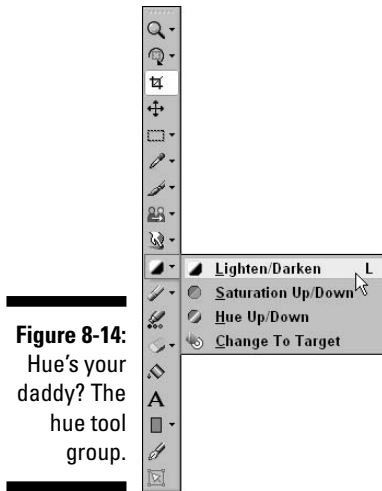 Lighten/Darken L
Saturation Up/Down
Hue Up/Down
Change To Target
A
Figure 8-14:
Hue's your
daddy? The
hue tool
group.